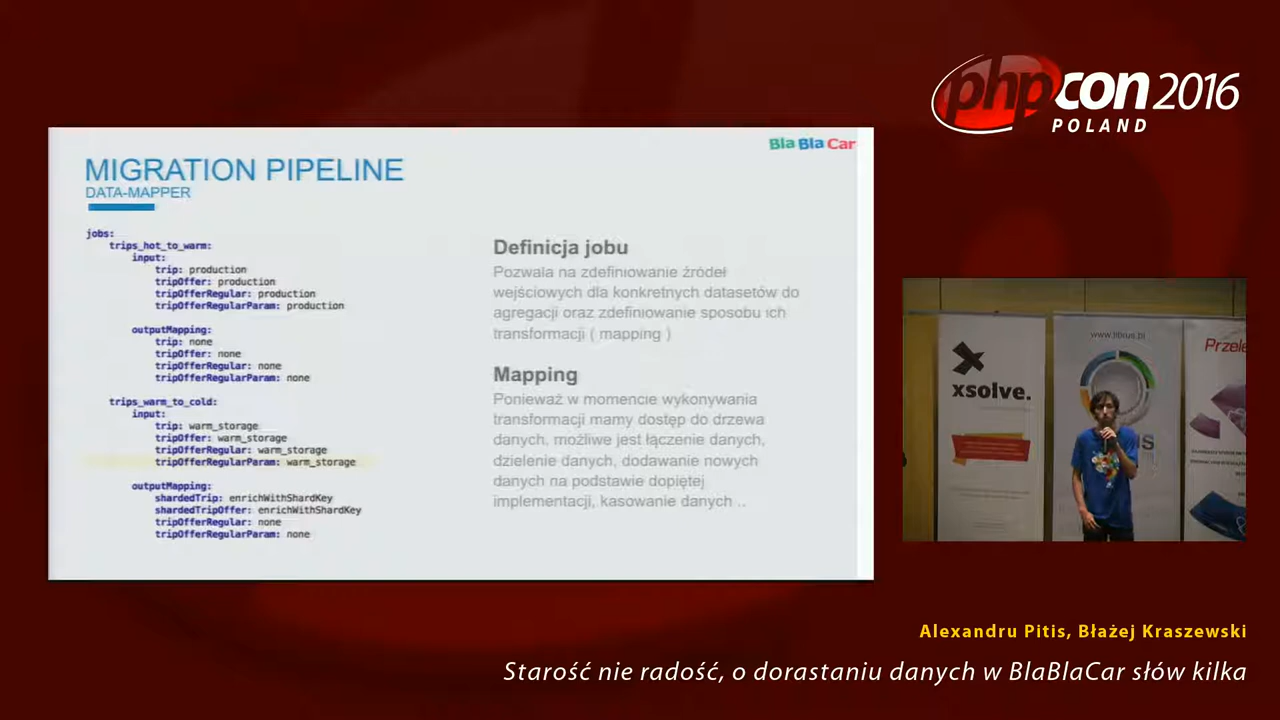 phpcon 2016
POLAND
Bla Bla Car
MIGRATION PIPELINE
DATA-MAPPER
jobs:
trips_hot_to_warm:
input:
trip: production
tripOffer: production
tripOfferRegular: production
tripOfferRegularParam: production
outputMapping:
trip: none
tripOffer: none
tripOfferRegular: none
tripOfferRegularParam: none
trips_warm_to_cold:
input:
trip: warm_storage
tripOffer: warm_storage
tripOfferRegular: warm_storage
tripOfferRegularParam: warm_storage
outputMapping:
shardedTrip: enrichWithShardKey
shardedTripOffer: enrichWithShardKey
tripOfferRegular: none
tripOfferRegularParam: none
Definicja jobu
Pozwala na zdefiniowanie źródeł
wejściowych dla konkretnych datasetów do
agregacji oraz zdefiniowanie sposobu ich
transformacji ( mapping )
Mapping
Ponieważ w momencie wykonywania
transformacji mamy dostęp do drzewa
danych, możliwe jest łączenie danych,
dzielenie danych, dodawanie nowych
danych na podstawie dopiętej
implementacji, kasowanie danych ..
xsolve.
Przele
Alexandru Pitis, Błażej Kraszewski
Starość nie radość, o dorastaniu danych w BlaBlaCar słów kilka